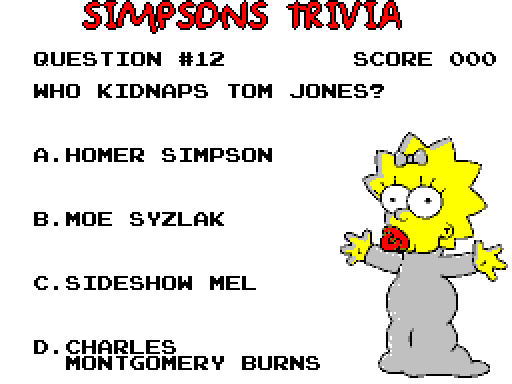 SIMPSONS TRIVIA
QUESTION #12 SCORE 000
WHO KIDNAPS TOM JONES?
A.HOMER SIMPSON
B.MOE SYZLAK
C.SIDESHOW MEL
D.CHARLES
MONTGOMERY BURNS